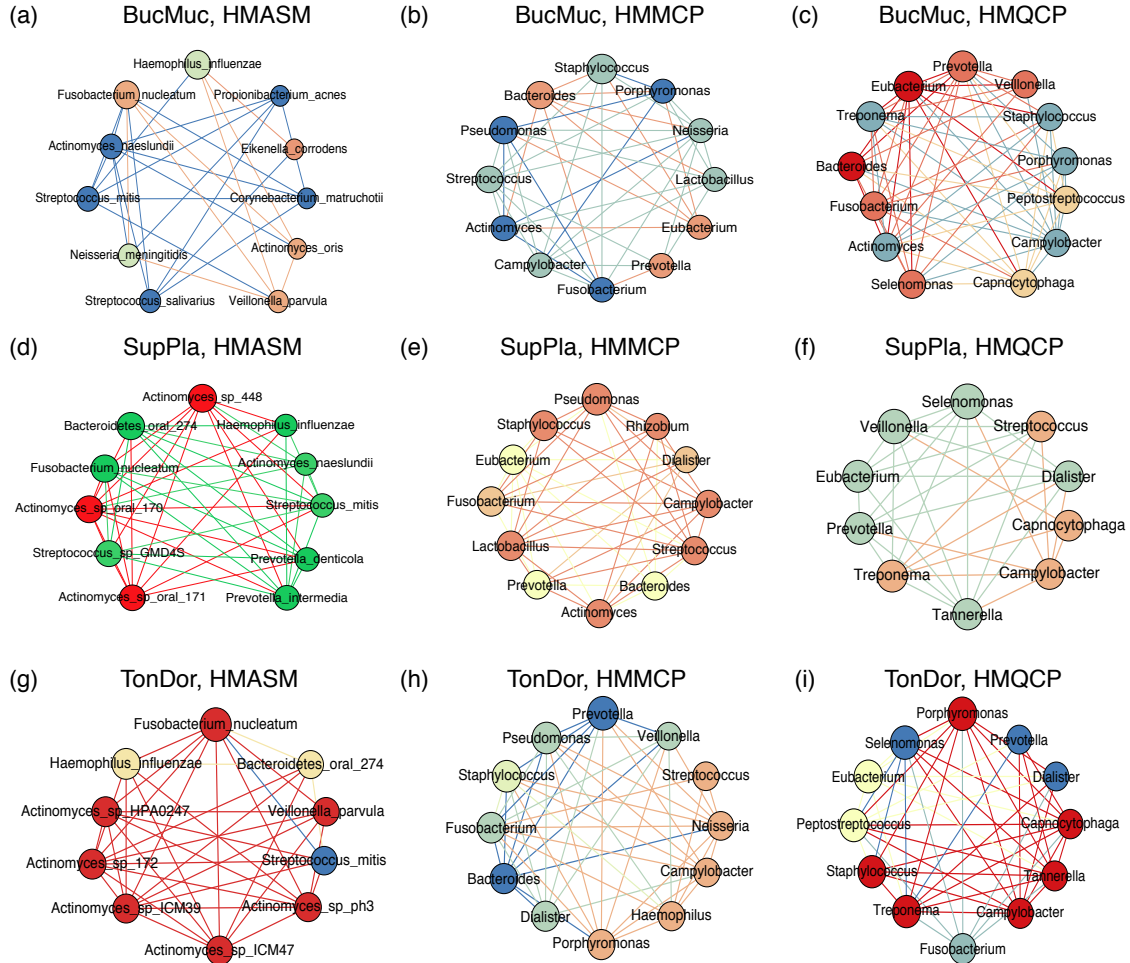 (a) BucMuc, HMASM
Haemophilus_influenzae
Fusobacterium_nucleatum
Propionibacterium_acnes
Actinomyces_naeslundii
Eikenella_corrodens
Streptococcus_mitis
Corynebacterium_matruchotii
Neisseria_meningitidis
Actinomyces_oris
Streptococcus_salivarius
Veillonella_parvula
(b) BucMuc, HMMCP
Staphylococcus
Bacteroides
Porphyromonas
Pseudomonas
Neisseria
Streptococcus
Lactobacillus
Actinomyces
Eubacterium
Campylobacter
Prevotella
Fusobacterium
(c) BucMuc, HMQCP
Prevotella
Eubacterium
Veillonella
Treponema
Staphylococcus
Bacteroides
Porphyromonas
Peptostreptococcus
Fusobacterium
Actinomyces
Campylobacter
Selenomonas
Capnocytophaga
(d) SupPla, HMASM
Actinomyces_sp_448
Bacteroidetes_oral_274
Haemophilus_influenzae
Fusobacterium_nucleatum
Actinomyces_naeslundii
Actinomyces_sp_oral_170
Streptococcus_mitis
Streptococcus_sp_GMD4S
Prevotella_denticola
Actinomyces_sp_oral_171
Prevotella_intermedia
(e) SupPla, HMMCP
Pseudomonas
Staphylococcus
Rhizobium
Eubacterium
Dialister
Fusobacterium
Campylobacter
Lactobacillus
Streptococcus
Prevotella
Bacteroides
Actinomyces
(f) SupPla, HMQCP
Selenomonas
Veillonella
Streptococcus
Eubacterium
Dialister
Prevotella
Capnocytophaga
Treponema
Campylobacter
Tannerella
(g) TonDor, HMASM
Fusobacterium_nucleatum
Haemophilus_influenzae
Bacteroidetes_oral_274
Actinomyces_sp_HPA0247
Veillonella_parvula
Actinomyces_sp_172
Streptococcus_mitis
Actinomyces_sp_ICM39
Actinomyces_sp_ph3
Actinomyces_sp_ICM47
(h) TonDor, HMMCP
Prevotella
Pseudomonas
Veillonella
Staphylococcus
Streptococcus
Fusobacterium
Neisseria
Bacteroides
Campylobacter
Dialister
Haemophilus
Porphyromonas
(i) TonDor, HMQCP
Porphyromonas
Selenomonas
Prevotella
Eubacterium
Dialister
Peptostreptococcus
Capnocytophaga
Staphylococcus
Tannerella
Treponema
Campylobacter
Fusobacterium